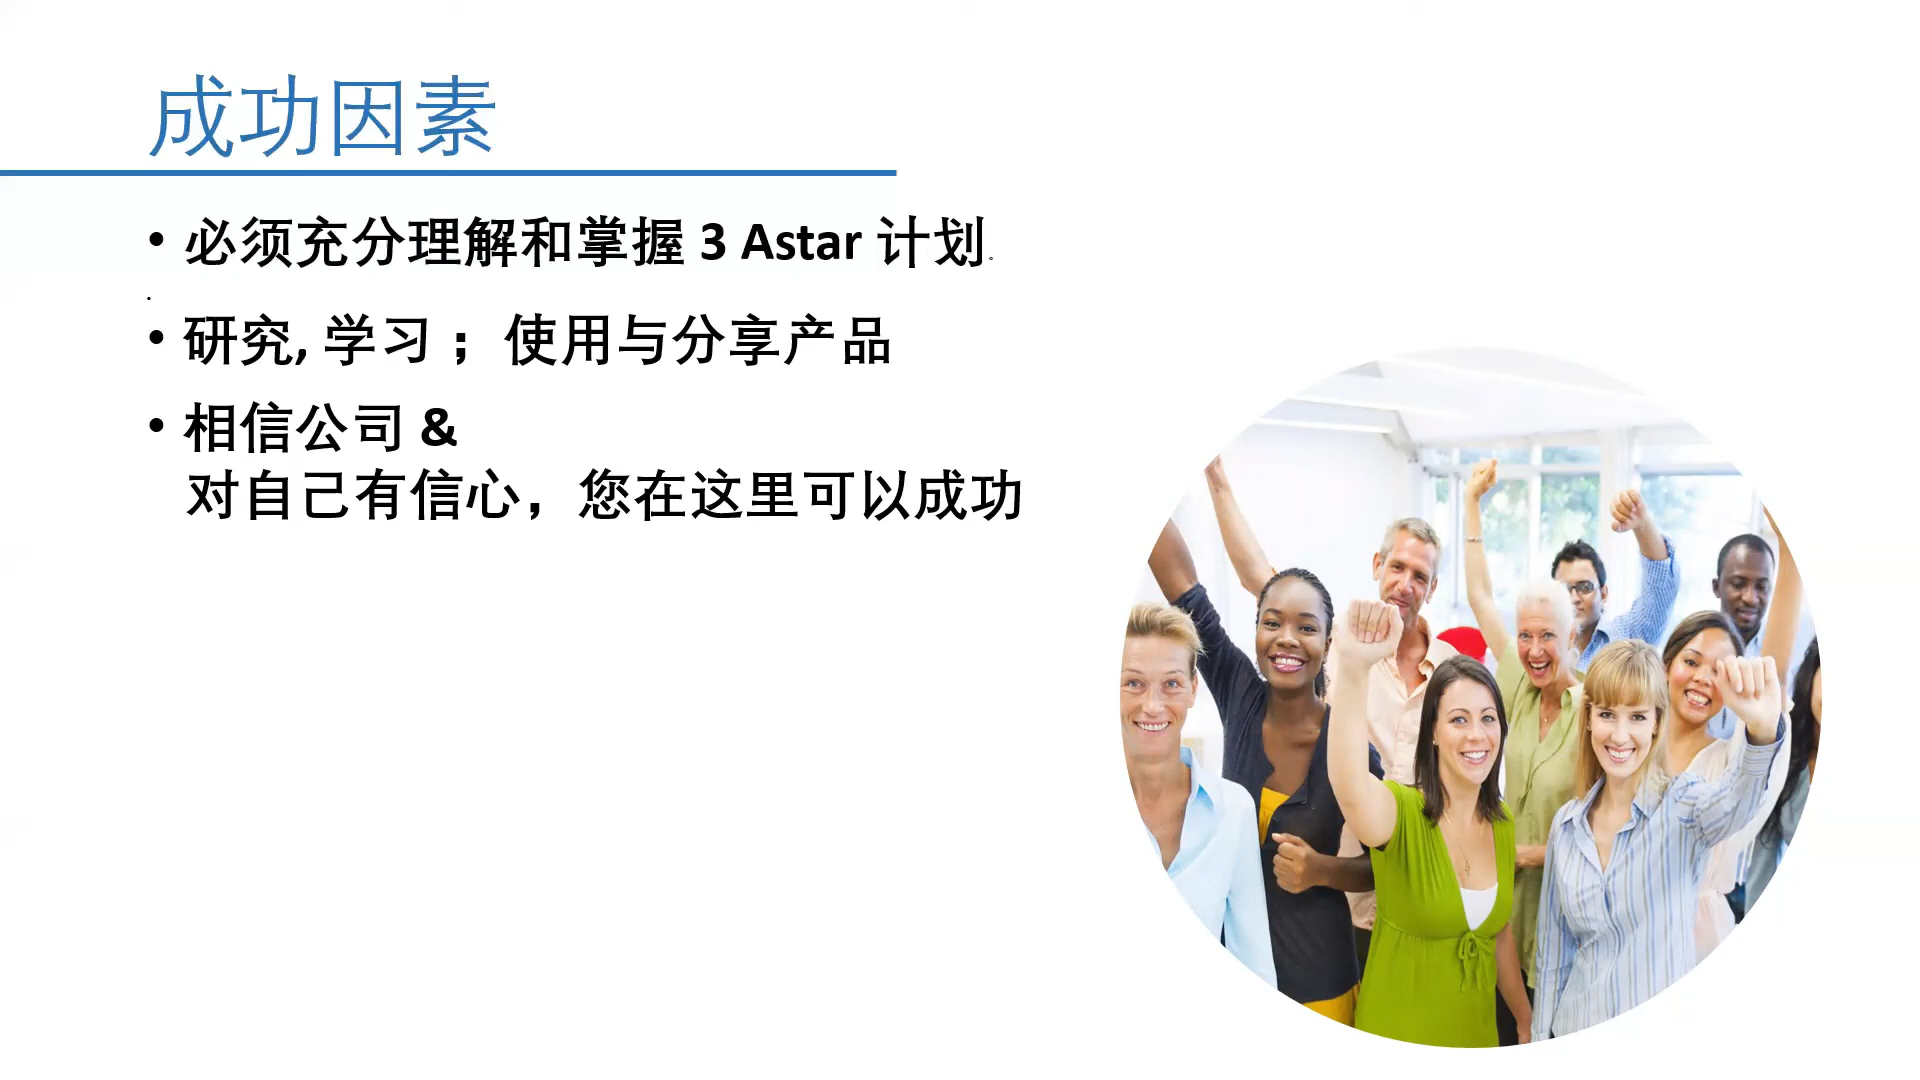 成功因素
• 必须充分理解和掌握 3 Astar 计划.
•
• 研究, 学习 ；使用与分享产品
• 相信公司 &
对自己有信心，您在这里可以成功